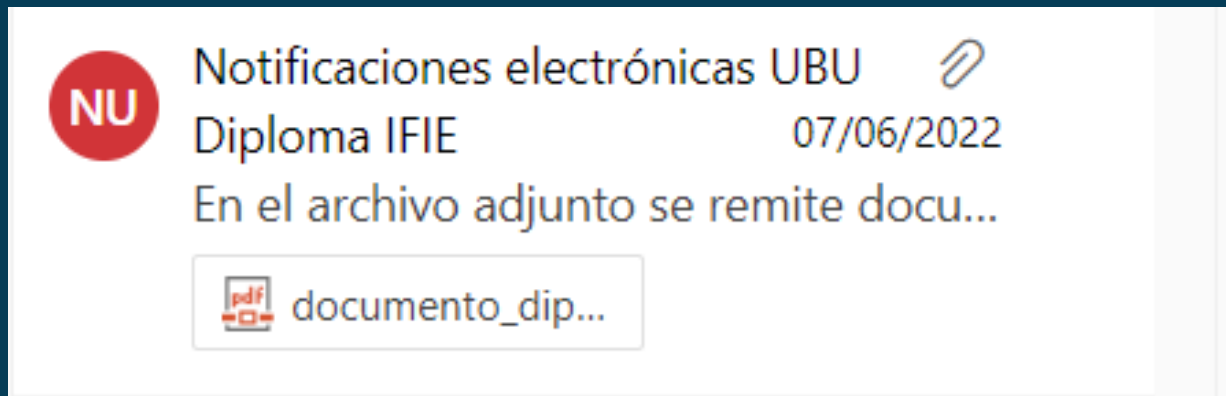 NU
Notificaciones electrónicas UBU
Diploma IFIE 07/06/2022
En el archivo adjunto se remite docu...
pdf documento_dip...